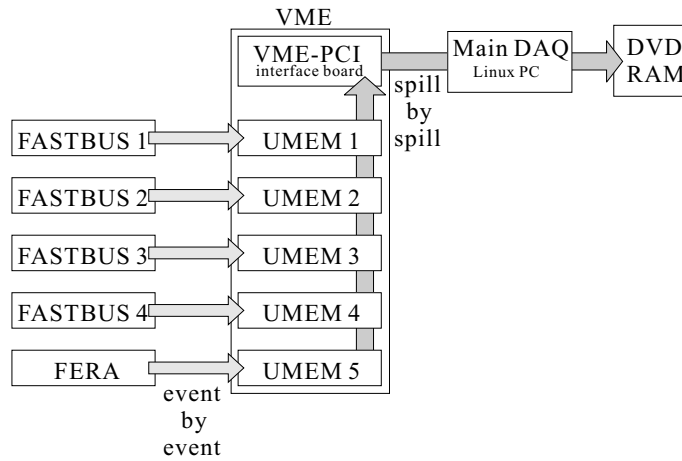 VME
VME-PCI
interface board
Main DAQ
Linux PC
DVD
RAM
spill
by
spill
FASTBUS 1
UMEM 1
FASTBUS 2
UMEM 2
FASTBUS 3
UMEM 3
FASTBUS 4
UMEM 4
FERA
UMEM 5
event
by
event